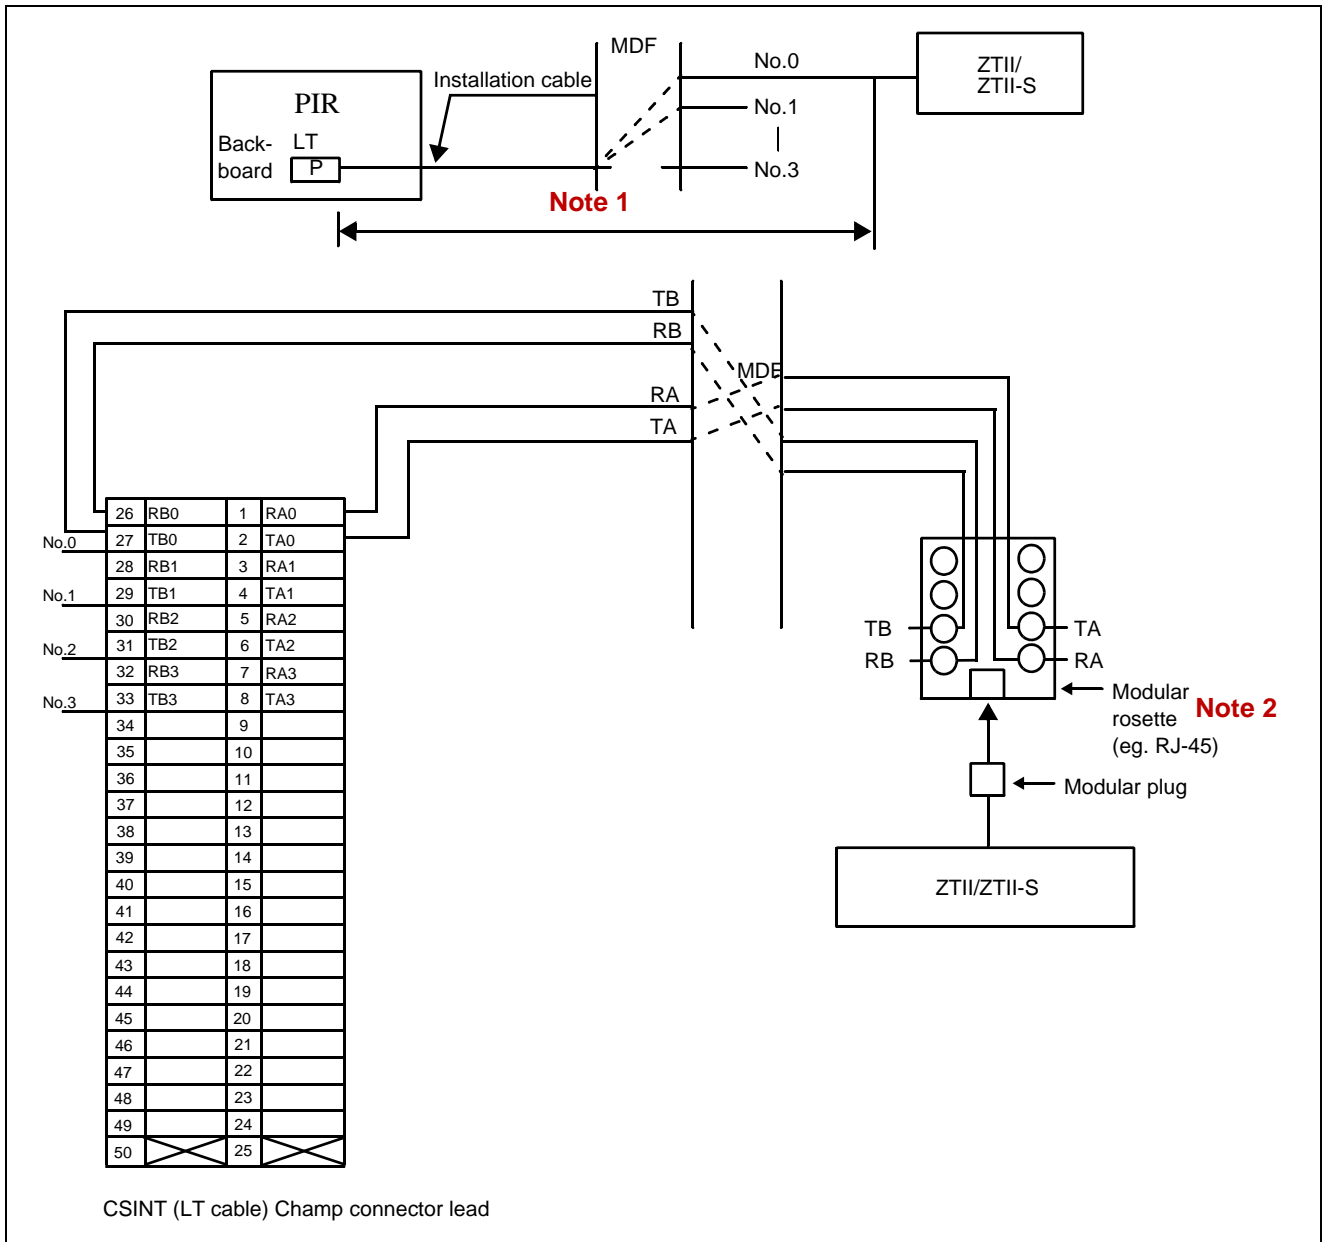 MDF
No.0
ZTII/
ZTII-S
Installation cable
PIR
No.1
Back-
board
LT
P
No.3
Note 1
TB
RB
MDF
RA
TA
26 RB0 1 RA0
No.0 27 TB0 2 TA0
28 RB1 3 RA1
No.1 29 TB1 4 TA1
30 RB2 5 RA2
No.2 31 TB2 6 TA2
32 RB3 7 RA3
No.3 33 TB3 8 TA3
34 9
35 10
36 11
37 12
38 13
39 14
40 15
41 16
42 17
43 18
44 19
45 20
46 21
47 22
48 23
49 24
50 25
TB
TA
RB
RA
Modular
rosette
(eg. RJ-45)
Note 2
Modular plug
ZTII/ZTII-S
CSINT (LT cable) Champ connector lead